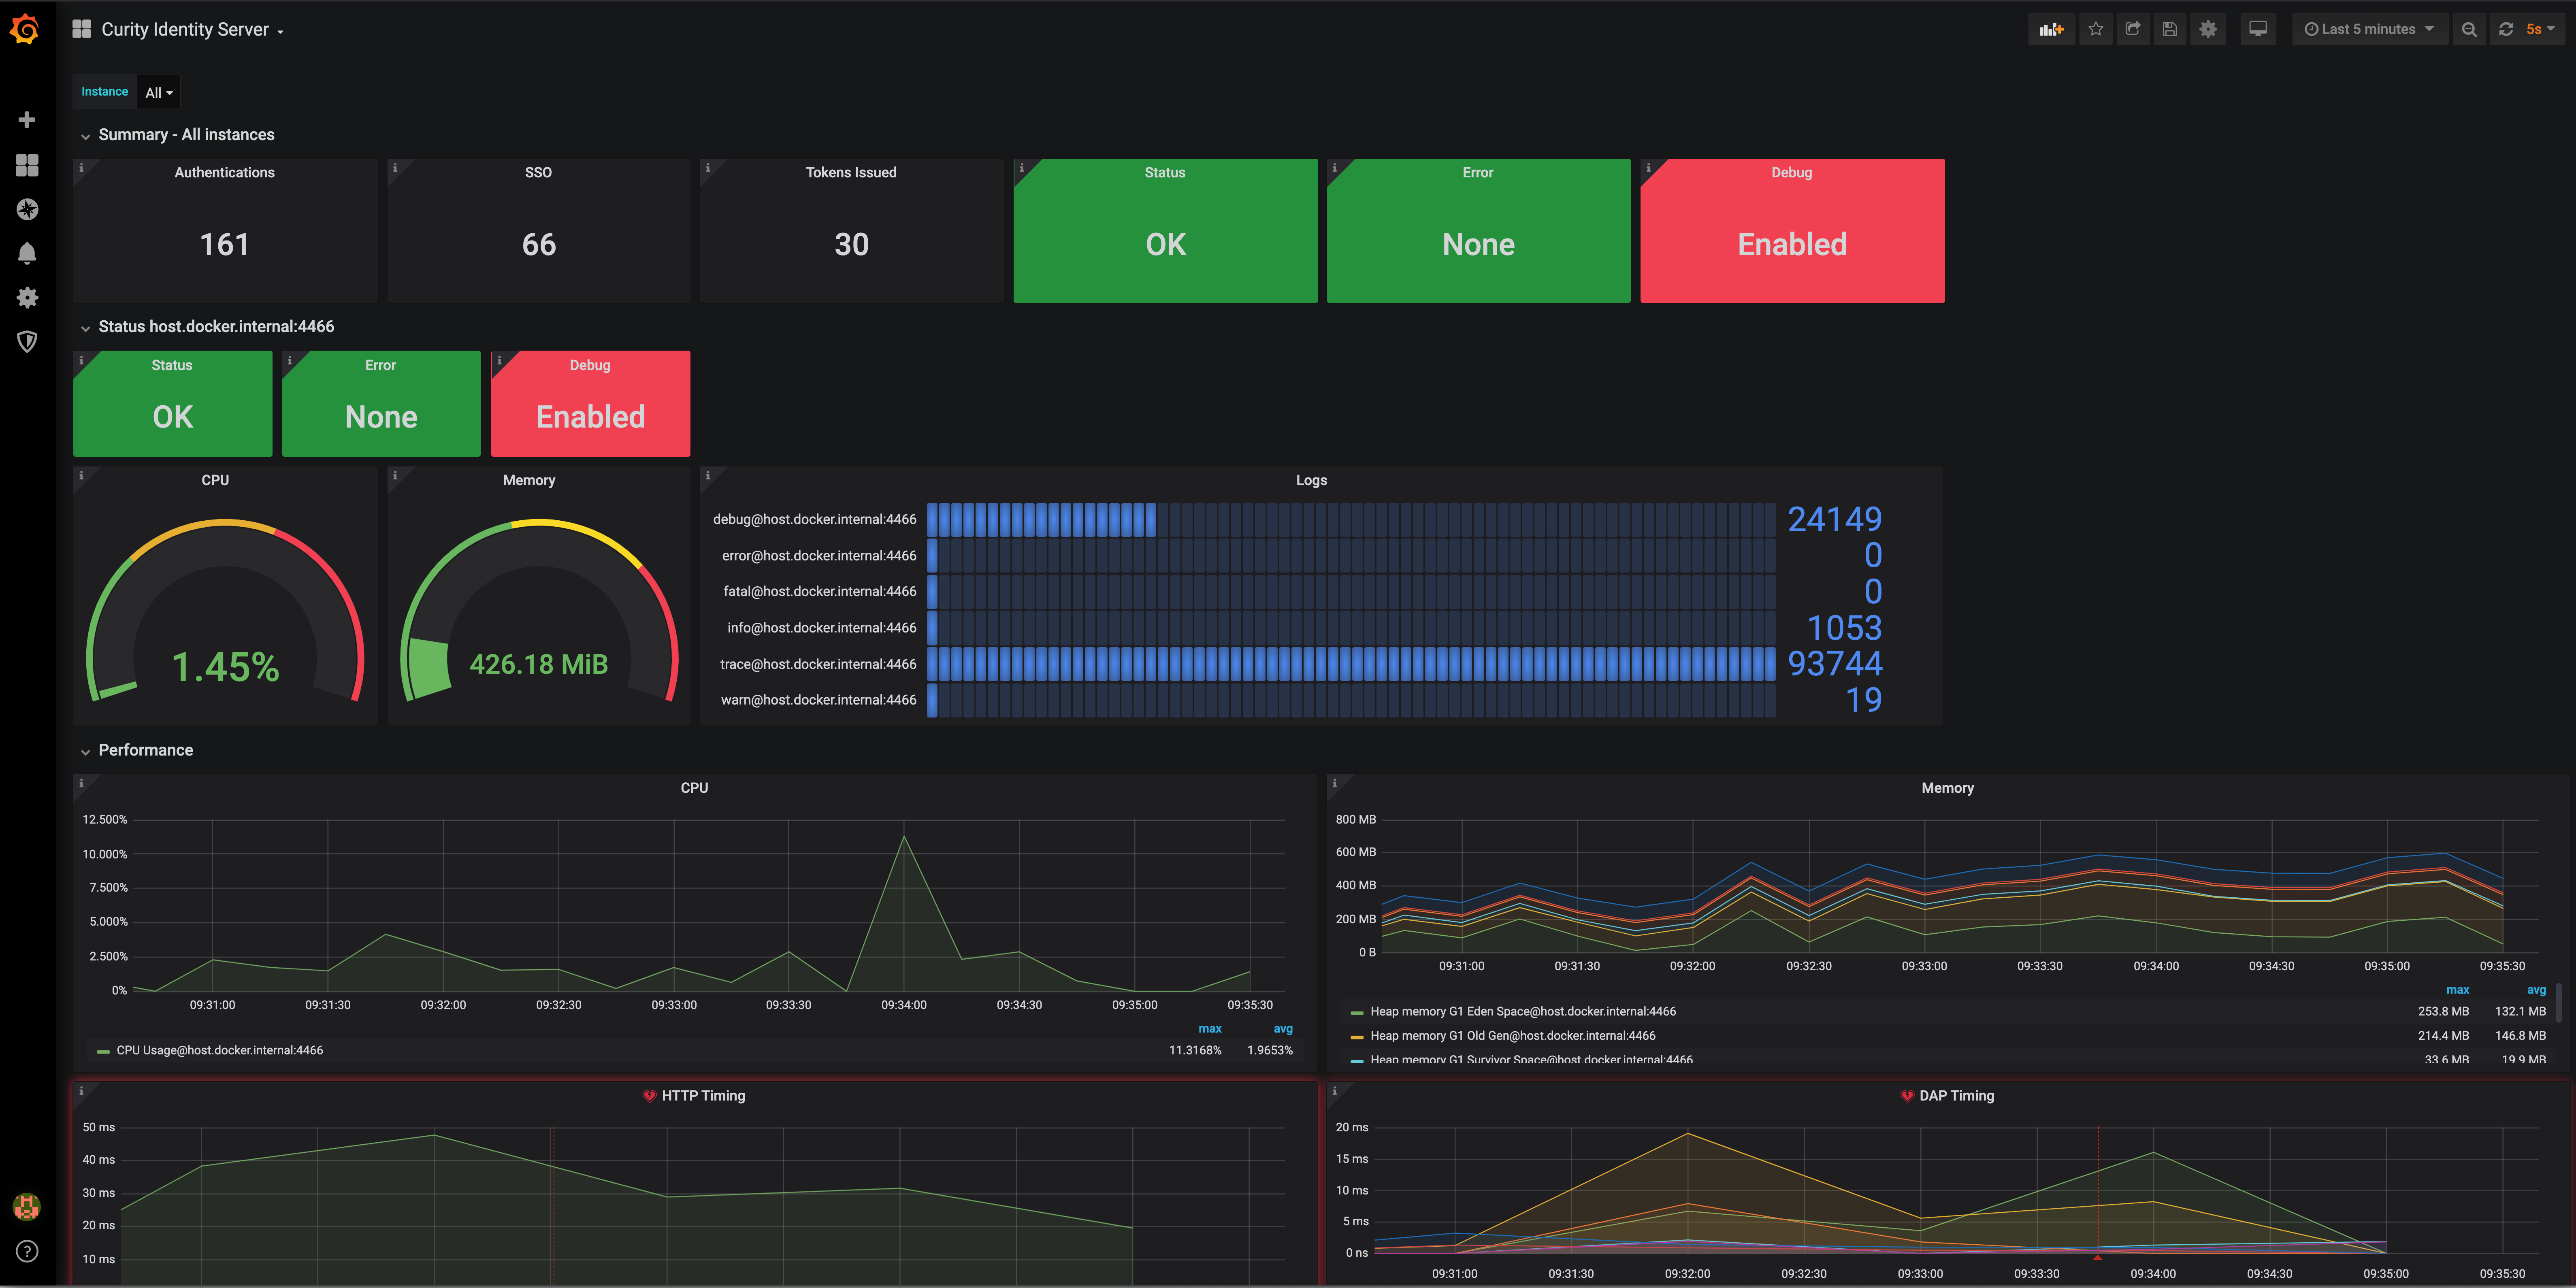 Curity Identity Server
Last 5 minutes
5s
Instance
All
Summary - All instances
Authentications
161
SSO
66
Tokens Issued
30
Status
OK
Error
None
Debug
Enabled
Status host.docker.internal:4466
Status
OK
Error
None
Debug
Enabled
CPU
1.45%
Memory
426.18 MiB
Logs
debug@host.docker.internal:4466 24149
error@host.docker.internal:4466 0
fatal@host.docker.internal:4466 0
info@host.docker.internal:4466 1053
trace@host.docker.internal:4466 93744
warn@host.docker.internal:4466 19
Performance
CPU
12.500%
10.000%
7.500%
5.000%
2.500%
0%
09:31:00 09:31:30 09:32:00 09:32:30 09:33:00 09:33:30 09:34:00 09:34:30 09:35:00 09:35:30
max avg
CPU Usage@host.docker.internal:4466 11.3168% 1.9653%
Memory
800 MB
600 MB
400 MB
200 MB
0 B
09:31:00 09:31:30 09:32:00 09:32:30 09:33:00 09:33:30 09:34:00 09:34:30 09:35:00 09:35:30
max avg
Heap memory G1 Eden Space@host.docker.internal:4466 253.8 MB 132.1 MB
Heap memory G1 Old Gen@host.docker.internal:4466 214.4 MB 146.8 MB
Heap memory G1 Survivor Space@host.docker.internal:4466 33.6 MB 19.9 MB
HTTP Timing
50 ms
40 ms
30 ms
20 ms
10 ms
DAP Timing
20 ms
15 ms
10 ms
5 ms
0 ns
09:31:00 09:31:30 09:32:00 09:32:30 09:33:00 09:33:30 09:34:00 09:34:30 09:35:00 09:35:30